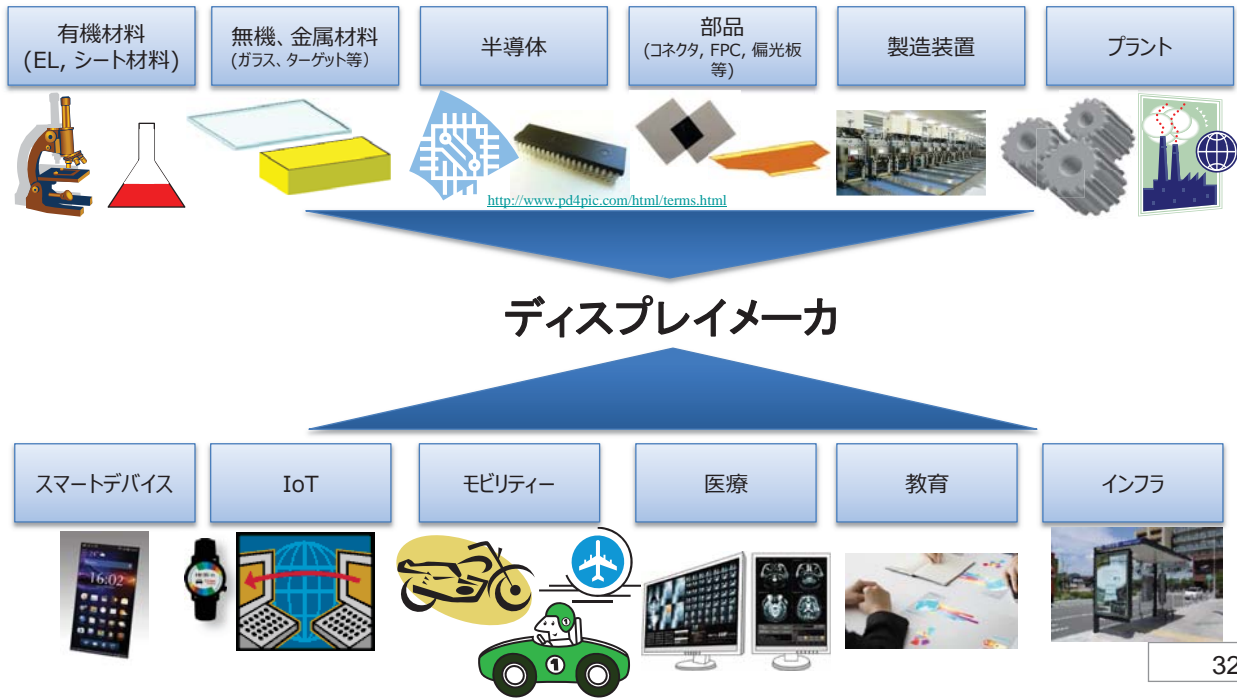 有機材料
(EL, シート材料)
無機、金属材料
(ガラス、ターゲット等)
半導体
部品
(コネクタ, FPC, 偏光板
等)
製造装置
プラント
http://www.pd4pic.com/html/terms.html
ディスプレイメーカ
スマートデバイス
IoT
モビリティー
医療
教育
インフラ
16:02
1
1
32